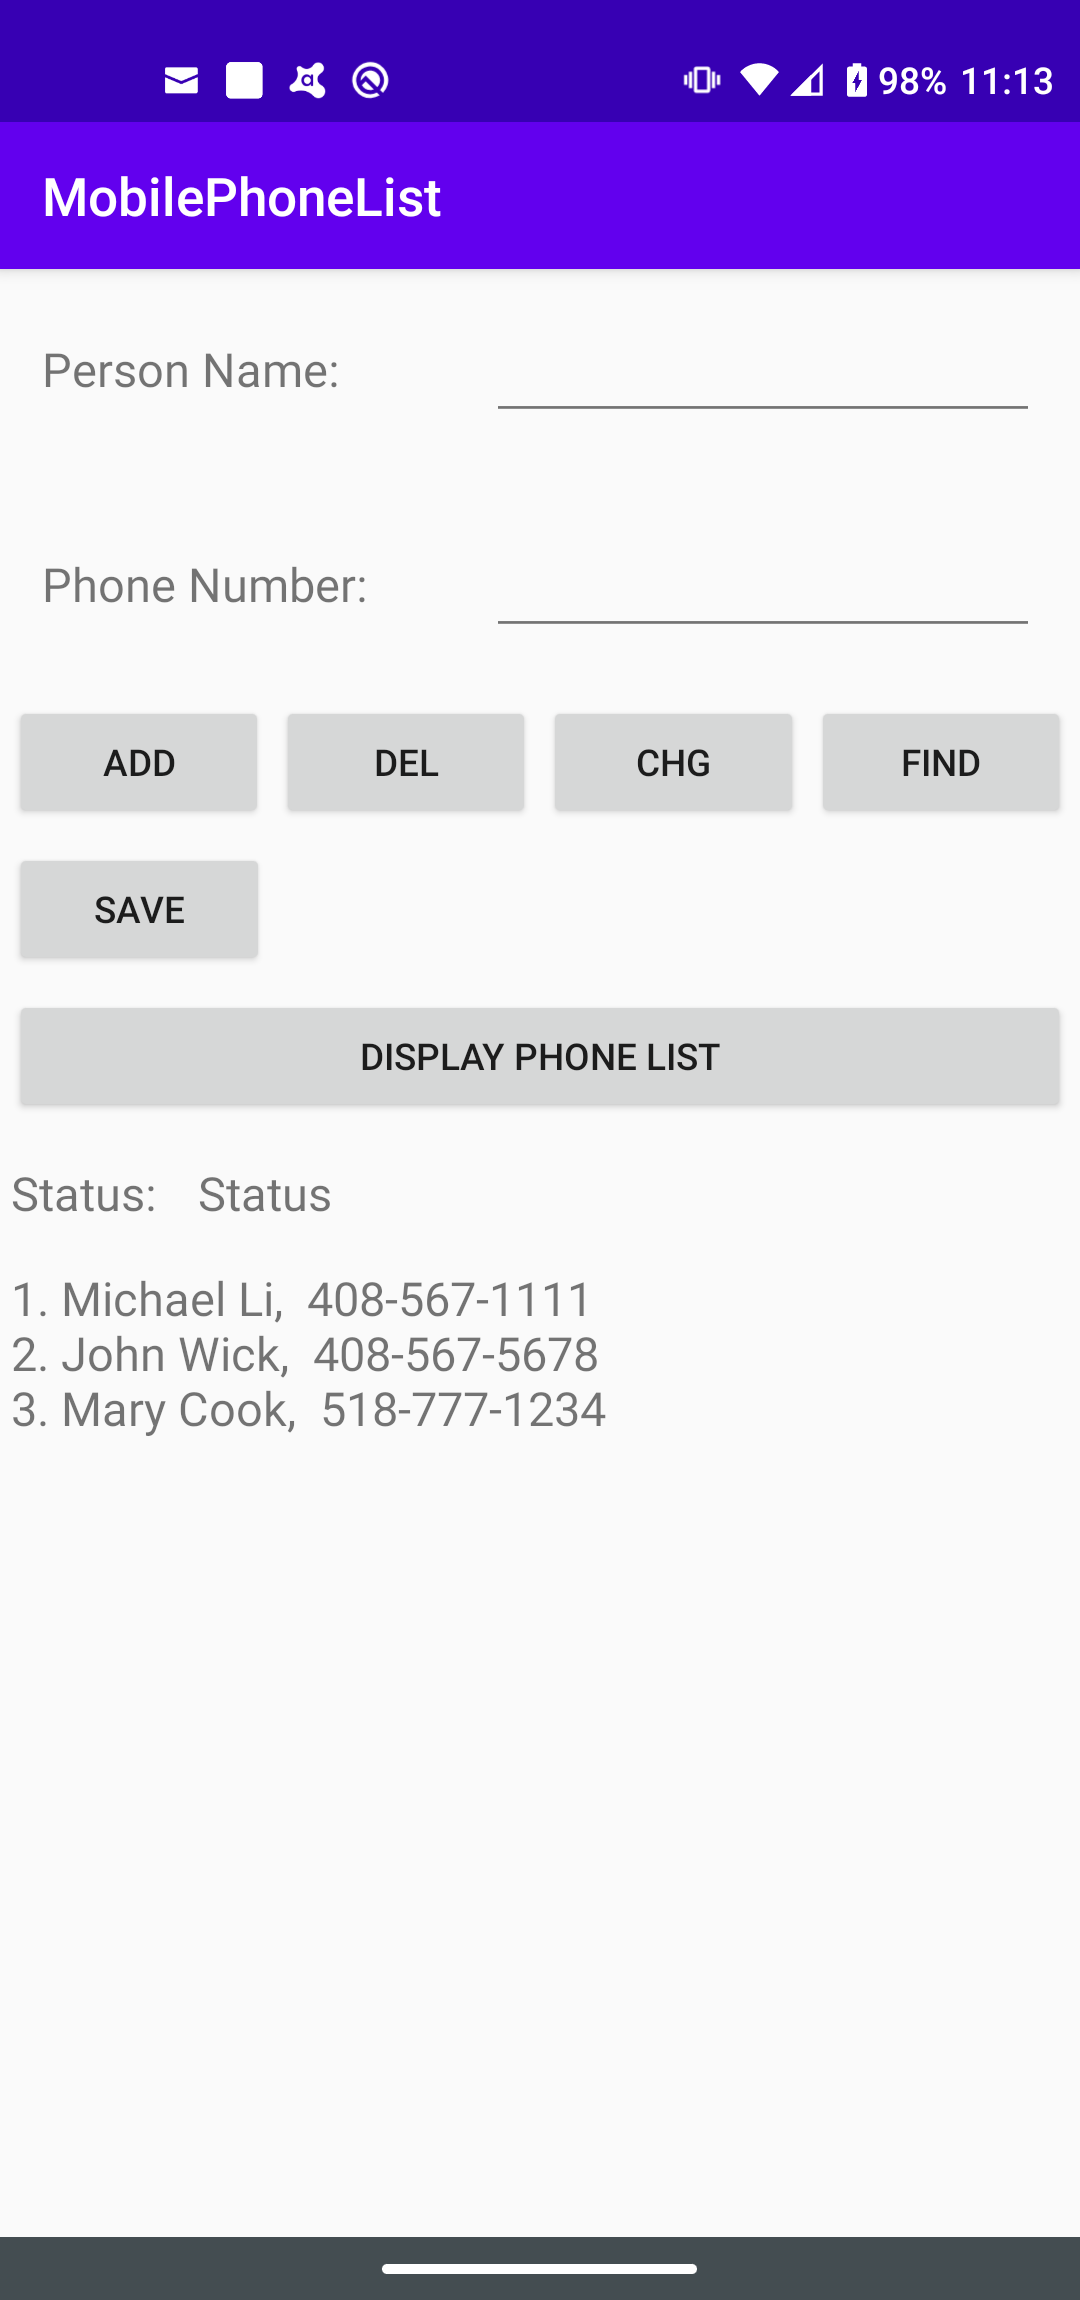 98% 11:13
MobilePhoneList
Person Name:
Phone Number:
ADD DEL CHG FIND
SAVE
DISPLAY PHONE LIST
Status: Status
1. Michael Li, 408-567-1111
2. John Wick, 408-567-5678
3. Mary Cook, 518-777-1234